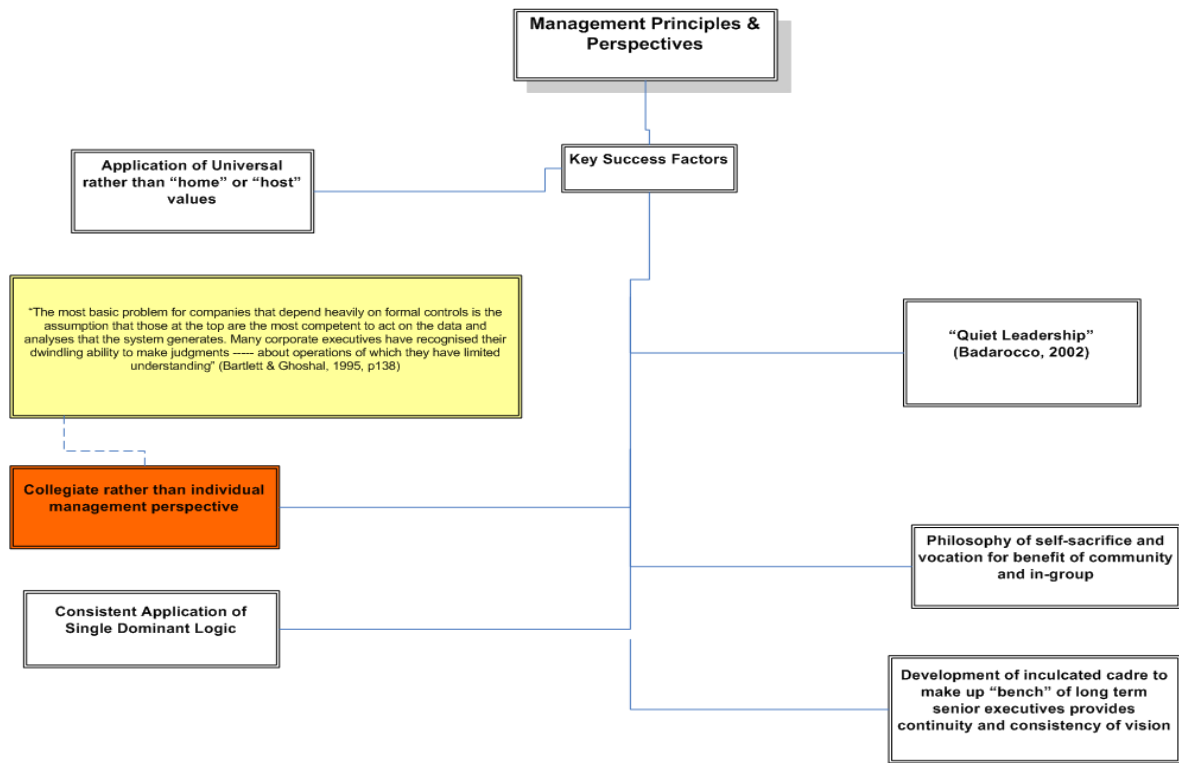 Management Principles &
Perspectives
Key Success Factors
Application of Universal
rather than “home” or “host”
values
“The most basic problem for companies that depend heavily on formal controls is the
assumption that those at the top are the most competent to act on the data and
analyses that the system generates. Many corporate executives have recognised their
dwindling ability to make judgments ----- about operations of which they have limited
understanding” (Bartlett & Ghoshal, 1995, p138)
“Quiet Leadership”
(Badarocco, 2002)
Collegiate rather than individual
management perspective
Philosophy of self-sacrifice and
vocation for benefit of community
and in-group
Consistent Application of
Single Dominant Logic
Development of inculcated cadre to
make up “bench” of long term
senior executives provides
continuity and consistency of vision